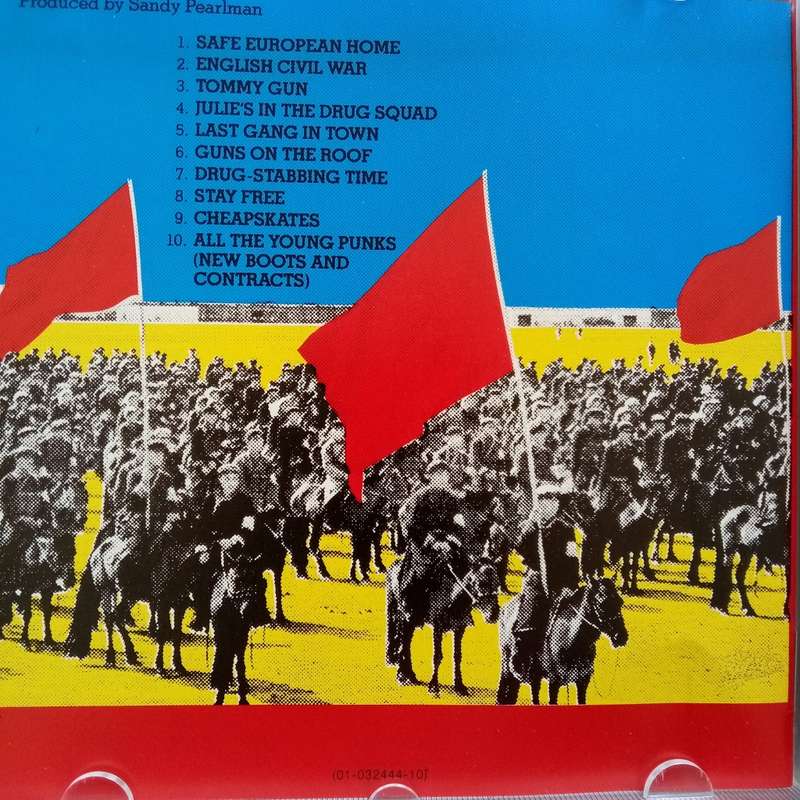 Produced by Sandy Pearlman
1. SAFE EUROPEAN HOME
2. ENGLISH CIVIL WAR
3. TOMMY GUN
4. JULIE'S IN THE DRUG SQUAD
5. LAST GANG IN TOWN
6. GUNS ON THE ROOF
7. DRUG-STABBING TIME
8. STAY FREE
9. CHEAPSKATES
10. ALL THE YOUNG PUNKS
(NEW BOOTS AND
CONTRACTS)
(01-032444-10)